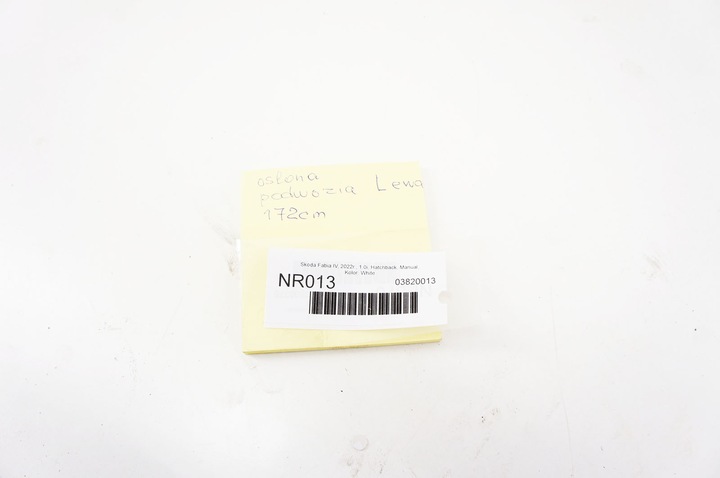 osłona
podwozia Lewa
172cm
Skoda Fabia IV, 2022r., 1.0i, Hatchback, Manual
Kolor: White
NR013 03820013